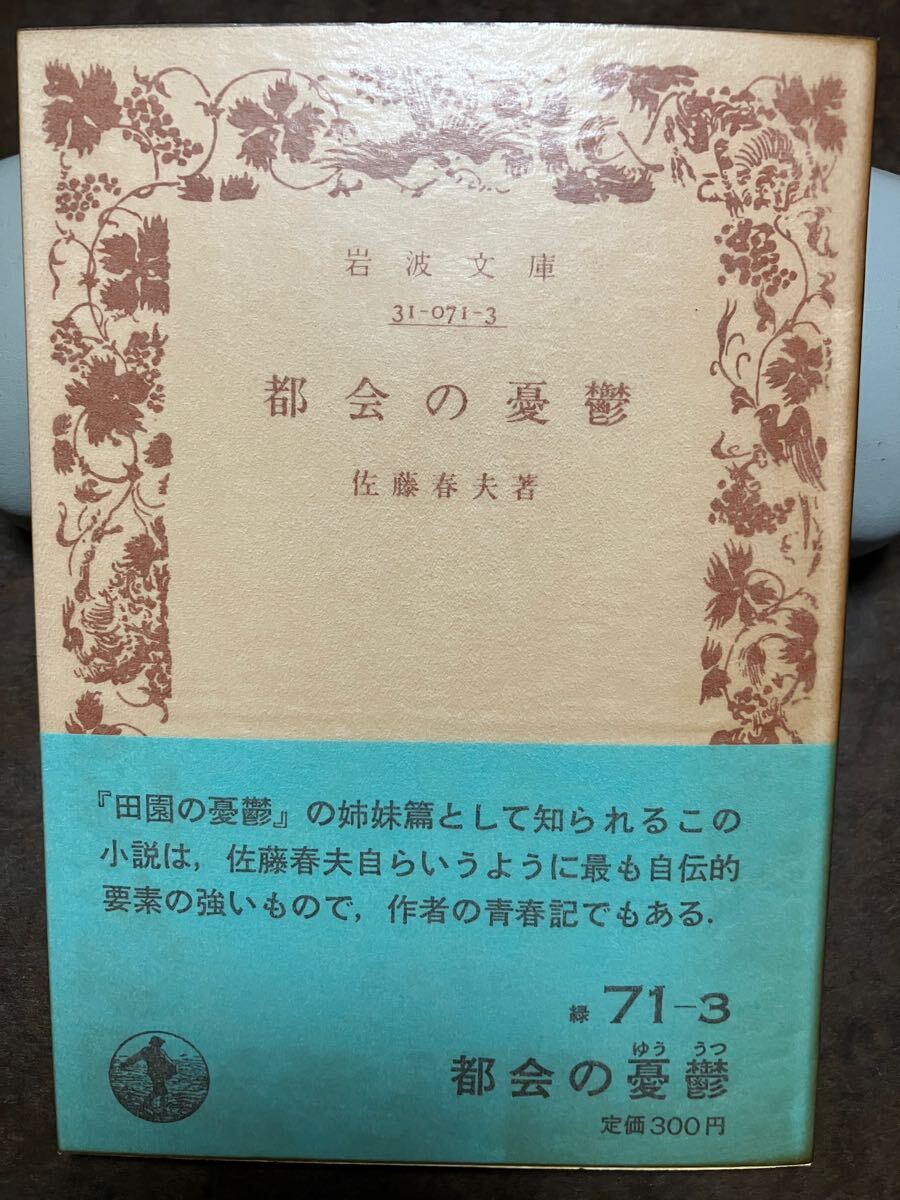 岩波文庫
31-071-3
都会の憂鬱
佐藤春夫著
『田園の憂鬱』の姉妹篇として知られるこの
小説は，佐藤春夫自らいうように最も自伝的
要素の強いもので，作者の青春記でもある．
緑 71-3
ゆう うつ
都会の憂鬱
定価300円